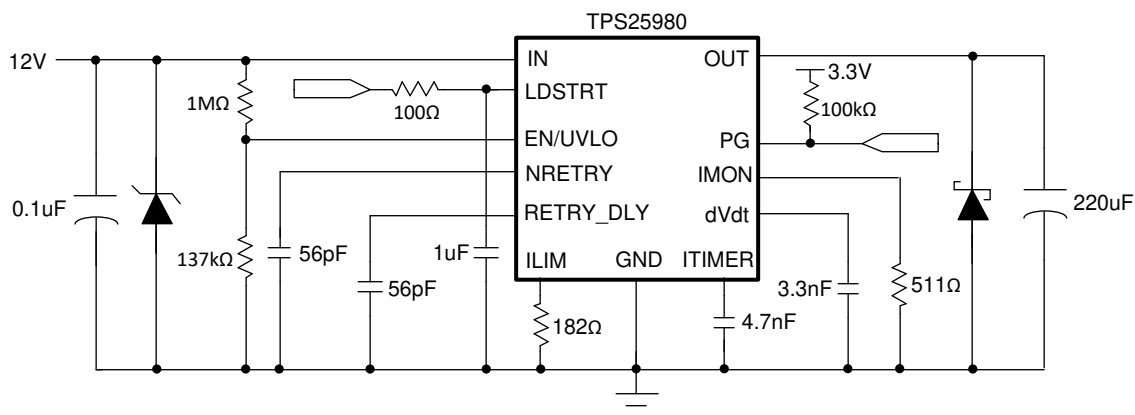 TPS25980
12V
IN
OUT
3.3V
LDSTRT
1MΩ
100Ω
100kΩ
EN/UVLO
PG
NRETRY
IMON
0.1uF
RETRY_DLY
dVdt
220uF
137kΩ
56pF
1uF
ILIM
GND
ITIMER
56pF
3.3nF
511Ω
182Ω
4.7nF